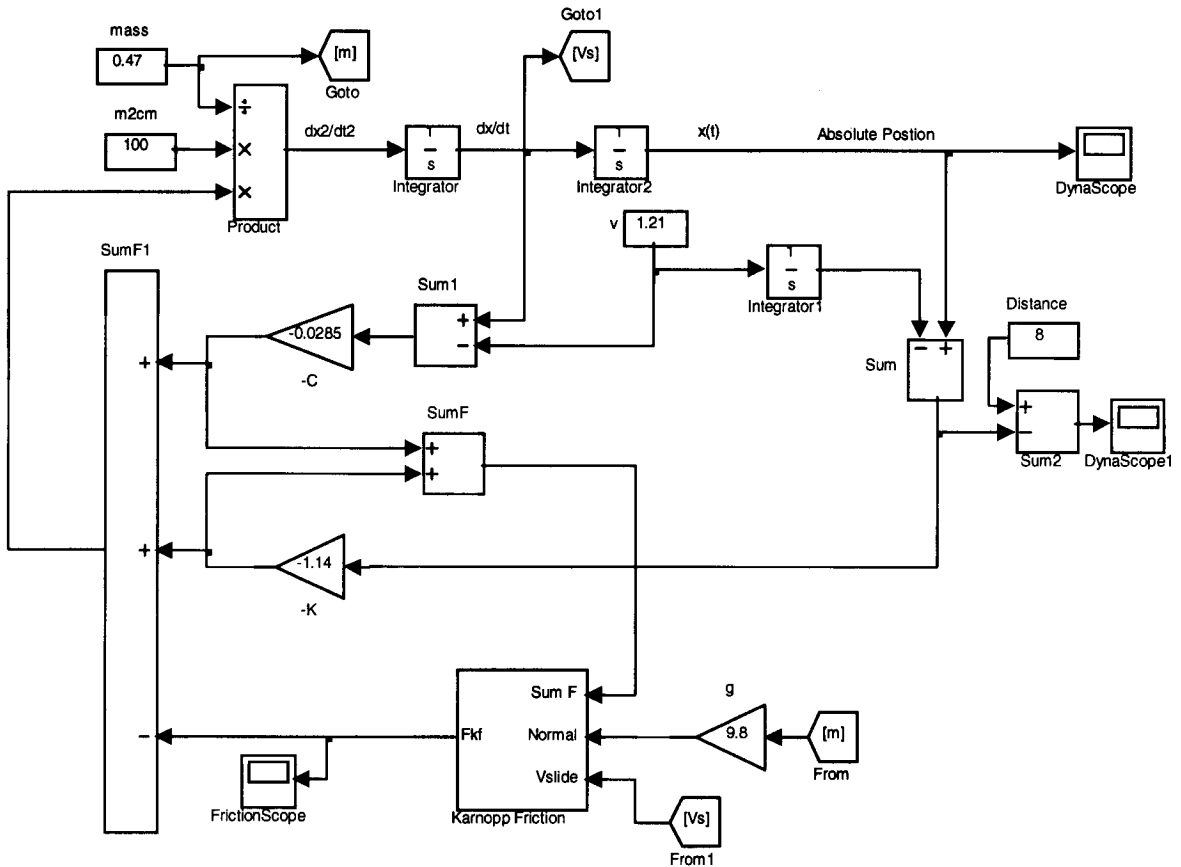 Goto1
mass
0.47
[m]
Goto
[Vs]
m2cm
100
÷
×
×
Product
dx2/dt2
1
s
Integrator
dx/dt
1
s
Integrator2
x(t)
Absolute Postion
DynaScope
v
1.21
1
s
Integrator1
SumF1
Sum1
+
−
-0.0285
-C
+
Sum
− +
Distance
8
+
−
Sum2
DynaScope1
SumF
+
+
+
-1.14
-K
Sum F
Fkf
Normal
Vslide
Karnopp Friction
g
9.8
[m]
From
-
FrictionScope
[Vs]
From1